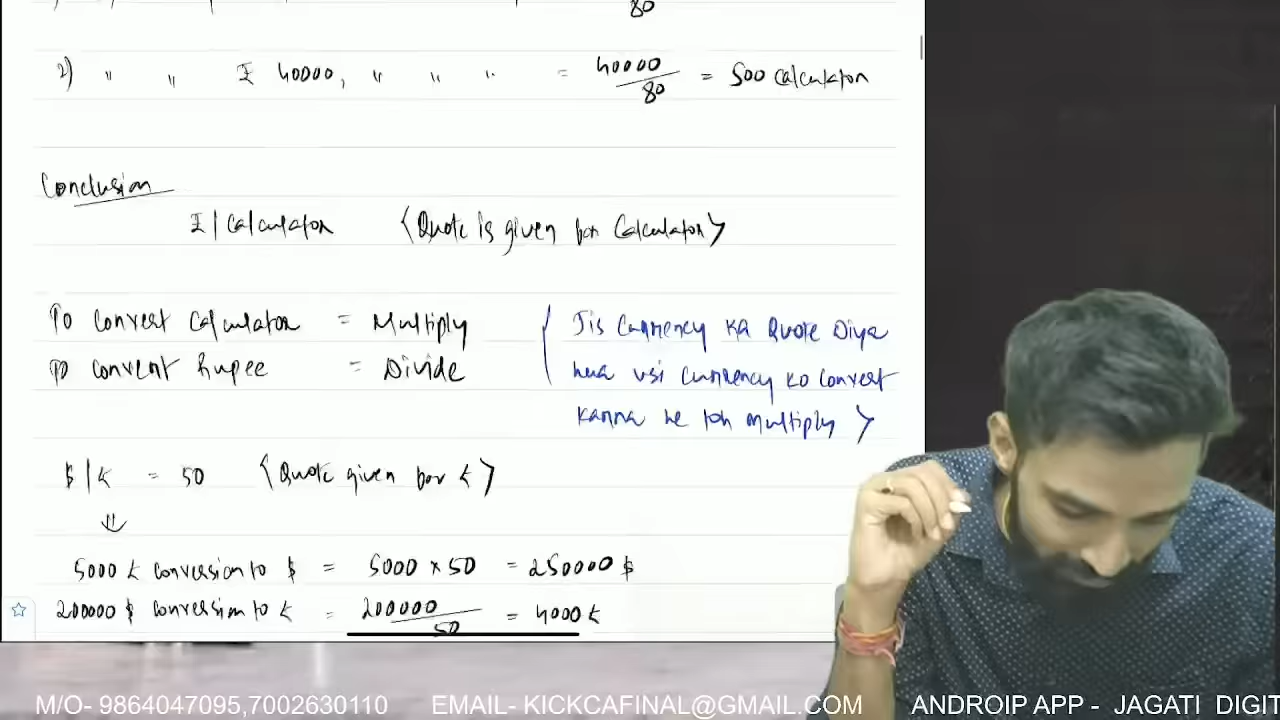 80
2) " " ₹ 40000, " " " = 40000/80 = 500 Calculator
Conclusion
₹/Calculator <Quote is given for Calculator>
To convert Calculator = Multiply
To convert Rupee = Divide
{ Jis Currency ka Quote Diya
hua usi currency ko convert
karna he toh multiply >
$/€ = 50 <Quote given for €>
⇓
5000 € conversion to $ = 5000 × 50 = 250000 $
200000 $ conversion to € = 200000/50 = 4000 €
M/O- 9864047095,7002630110 EMAIL- KICKCAFINAL@GMAIL.COM ANDROIP APP - JAGATI DIGIT